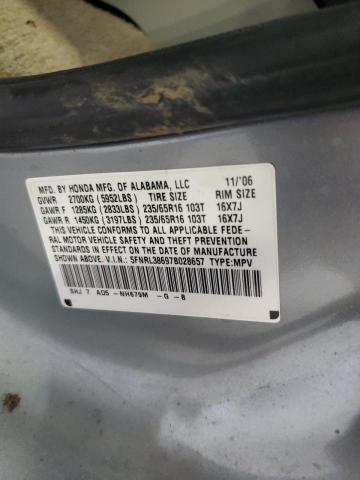 MFD. BY HONDA MFG. OF ALABAMA, LLC 11/'06
GVWR 2700KG (5952LBS) TIRE SIZE RIM SIZE
GAWR F 1285KG (2833LBS) 235/65R16 103T 16X7J
GAWR R 1450KG (3197LBS) 235/65R16 103T 16X7J
THIS VEHICLE CONFORMS TO ALL APPLICABLE FEDE-
RAL MOTOR VEHICLE SAFETY AND THEFT PREVENTION
STANDARDS IN EFFECT ON THE DATE OF MANUFACTURE
SHOWN ABOVE. V.I.N.: 5FNRL38697B028657 TYPE:MPV
SHJ 7 A05 -NH679M -G -B